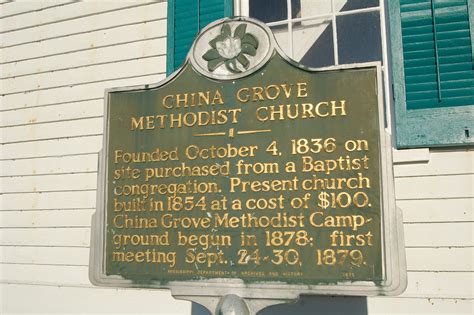 CHINA GROVE
METHODIST CHURCH
Founded October 4, 1836 on
site purchased from a Baptist
congregation. Present church
built in 1854 at a cost of $100.
China Grove Methodist Camp-
ground begun in 1878; first
meeting Sept. 24-30, 1879.
MISSISSIPPI DEPARTMENT OF ARCHIVES AND HISTORY